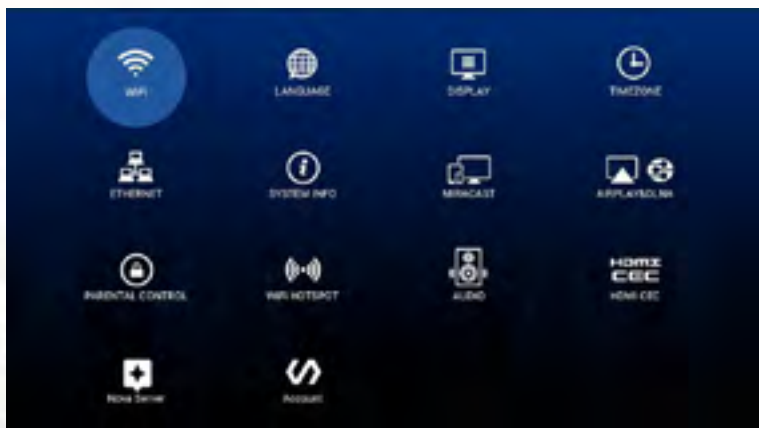 WIFI
LANGUAGE
DISPLAY
TIMEZONE
ETHERNET
SYSTEM INFO
MIRACAST
AIRPLAY&DLNA
PARENTAL CONTROL
WIFI HOTSPOT
AUDIO
HDMI
CEC
HDMI CEC
Nova Server
Account